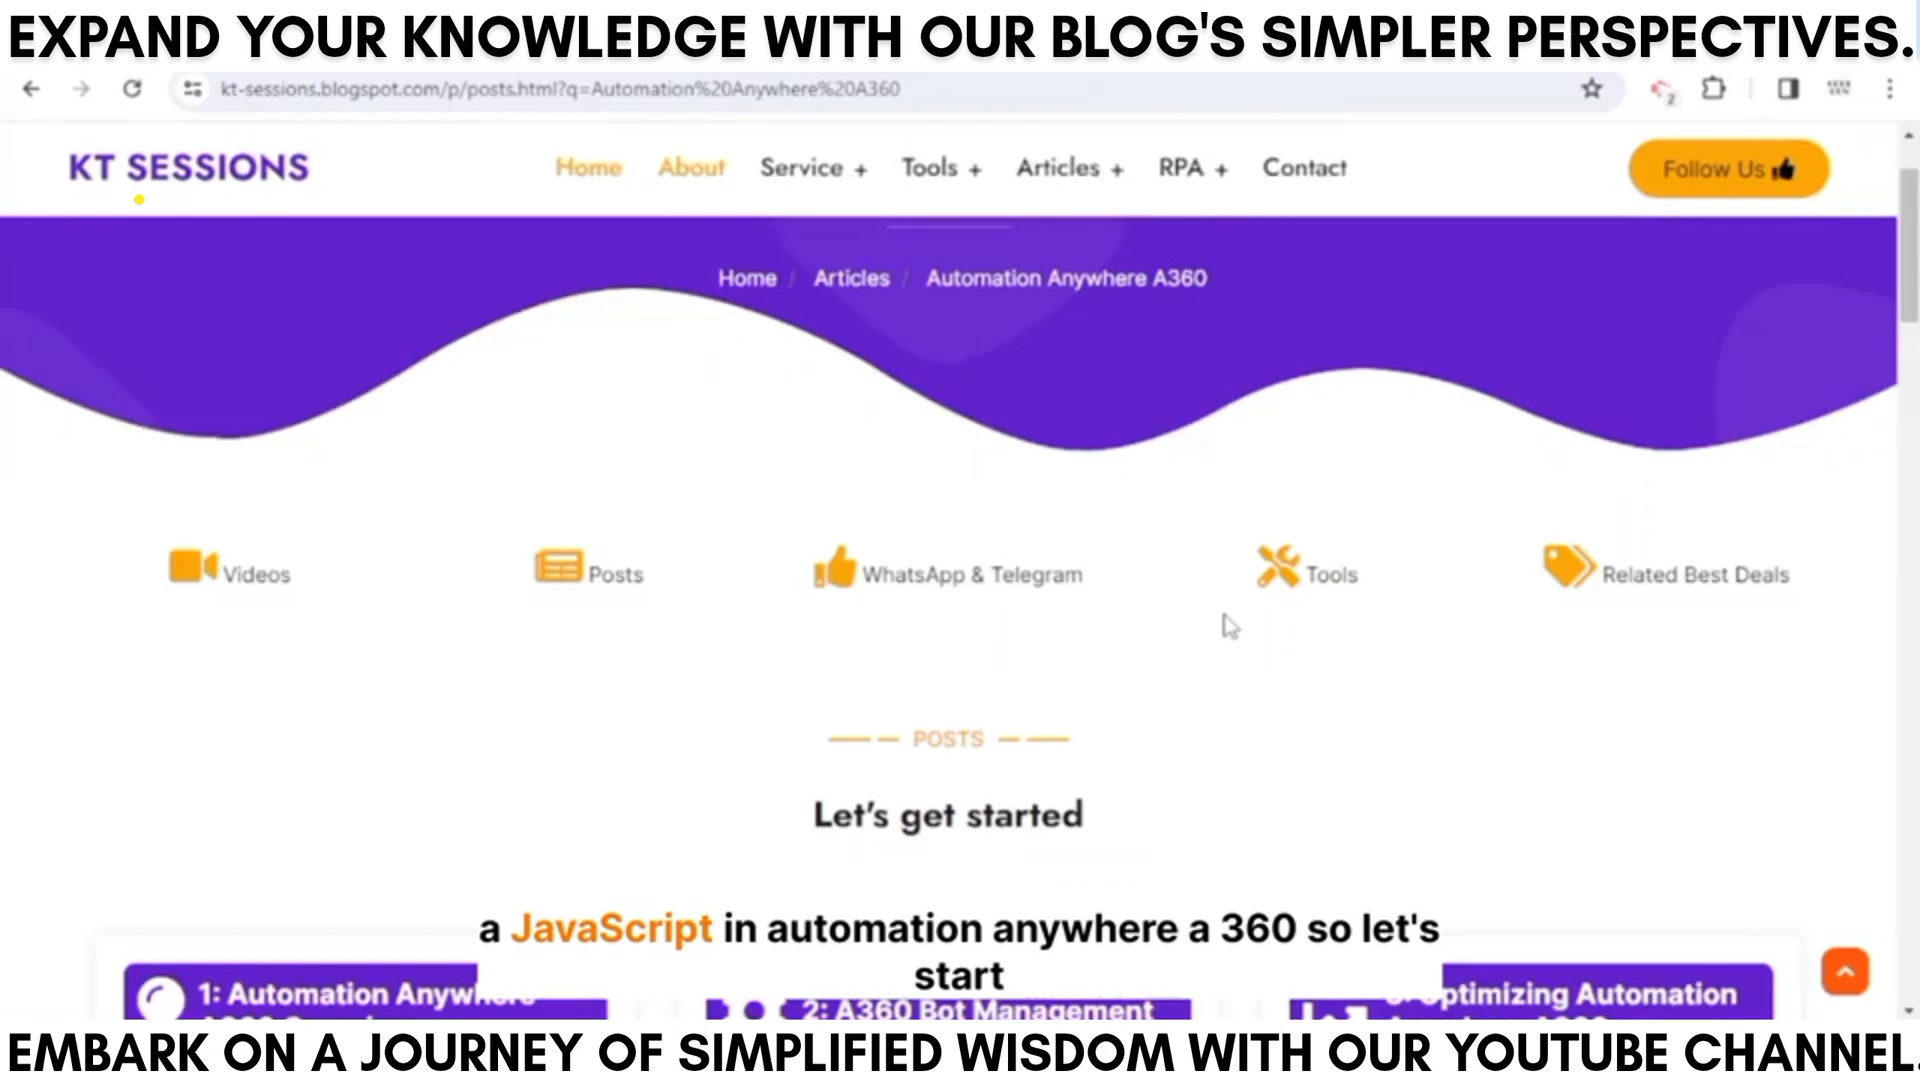 EXPAND YOUR KNOWLEDGE WITH OUR BLOG'S SIMPLER PERSPECTIVES.
kt-sessions.blogspot.com/p/posts.html?q=Automation%20Anywhere%20A360
2
KT SESSIONS
Home About Service + Tools + Articles + RPA + Contact
Follow Us
Home / Articles / Automation Anywhere A360
Videos
Posts
WhatsApp & Telegram
Tools
Related Best Deals
POSTS
Let's get started
a JavaScript in automation anywhere a 360 so let's
start
1: Automation Anywhere
2: A360 Bot Management
Optimizing Automation
EMBARK ON A JOURNEY OF SIMPLIFIED WISDOM WITH OUR YOUTUBE CHANNEL.